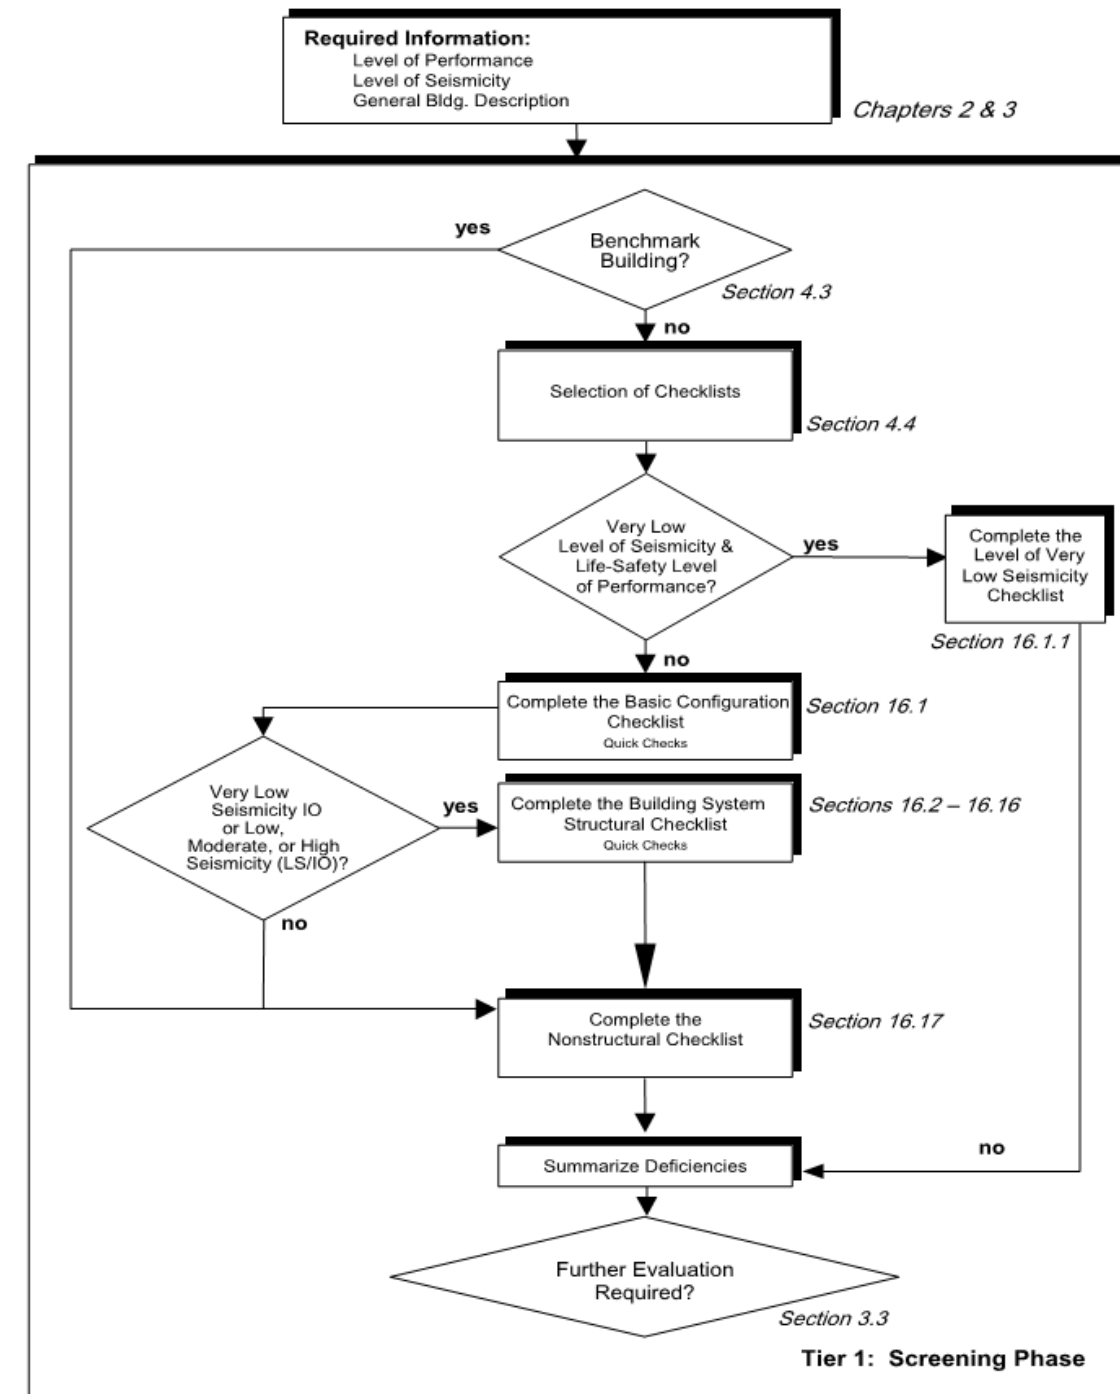 Required Information:
Level of Performance
Level of Seismicity
General Bldg. Description
Chapters 2 & 3
yes
Benchmark
Building?
Section 4.3
no
Selection of Checklists
Section 4.4
Very Low
Level of Seismicity &
Life-Safety Level
of Performance?
yes
Complete the
Level of Very
Low Seismicity
Checklist
Section 16.1.1
no
Complete the Basic Configuration
Checklist
Quick Checks
Section 16.1
Very Low
Seismicity IO
or Low,
Moderate, or High
Seismicity (LS/IO)?
yes
Complete the Building System
Structural Checklist
Quick Checks
Sections 16.2 – 16.16
no
Complete the
Nonstructural Checklist
Section 16.17
no
Summarize Deficiencies
Further Evaluation
Required?
Section 3.3
Tier 1: Screening Phase